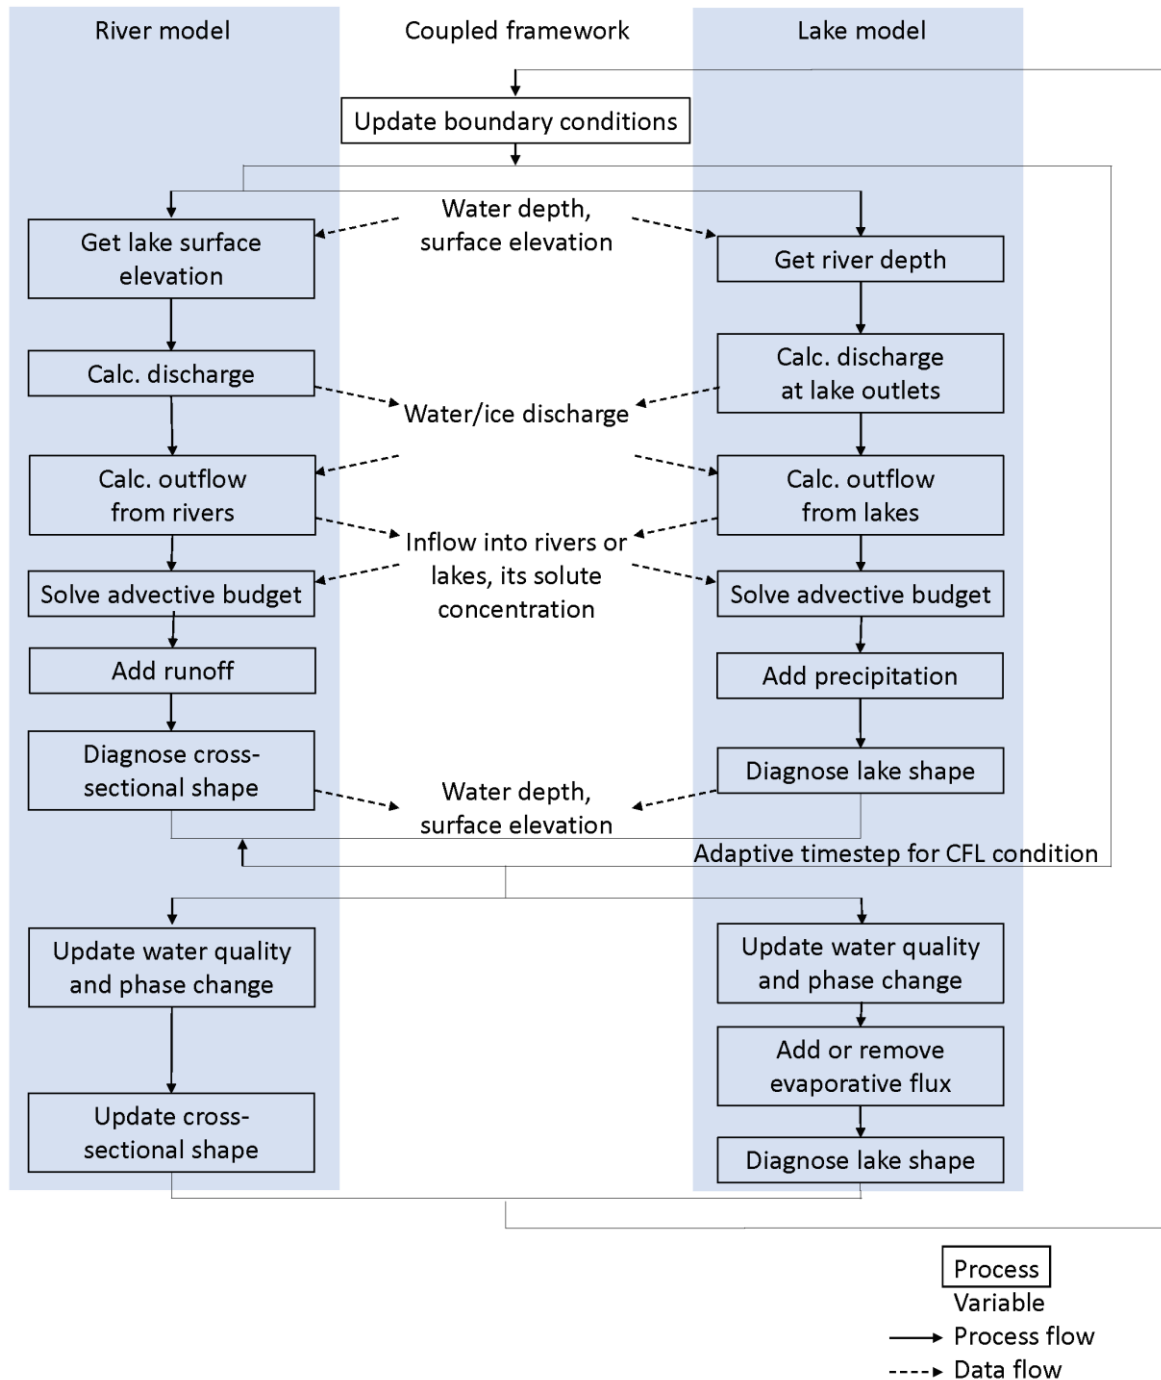 River model
Coupled framework
Lake model
Update boundary conditions
Water depth,
surface elevation
Get lake surface
elevation
Get river depth
Calc. discharge
Calc. discharge
at lake outlets
Water/ice discharge
Calc. outflow
from rivers
Calc. outflow
from lakes
Inflow into rivers or
lakes, its solute
concentration
Solve advective budget
Solve advective budget
Add runoff
Add precipitation
Diagnose cross-
sectional shape
Diagnose lake shape
Water depth,
surface elevation
Adaptive timestep for CFL condition
Update water quality
and phase change
Update water quality
and phase change
Add or remove
evaporative flux
Update cross-
sectional shape
Diagnose lake shape
Process
Variable
Process flow
Data flow